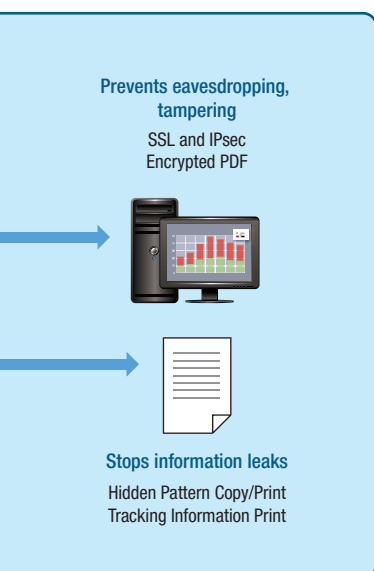 Prevents eavesdropping,
tampering
SSL and IPsec
Encrypted PDF
Stops information leaks
Hidden Pattern Copy/Print
Tracking Information Print